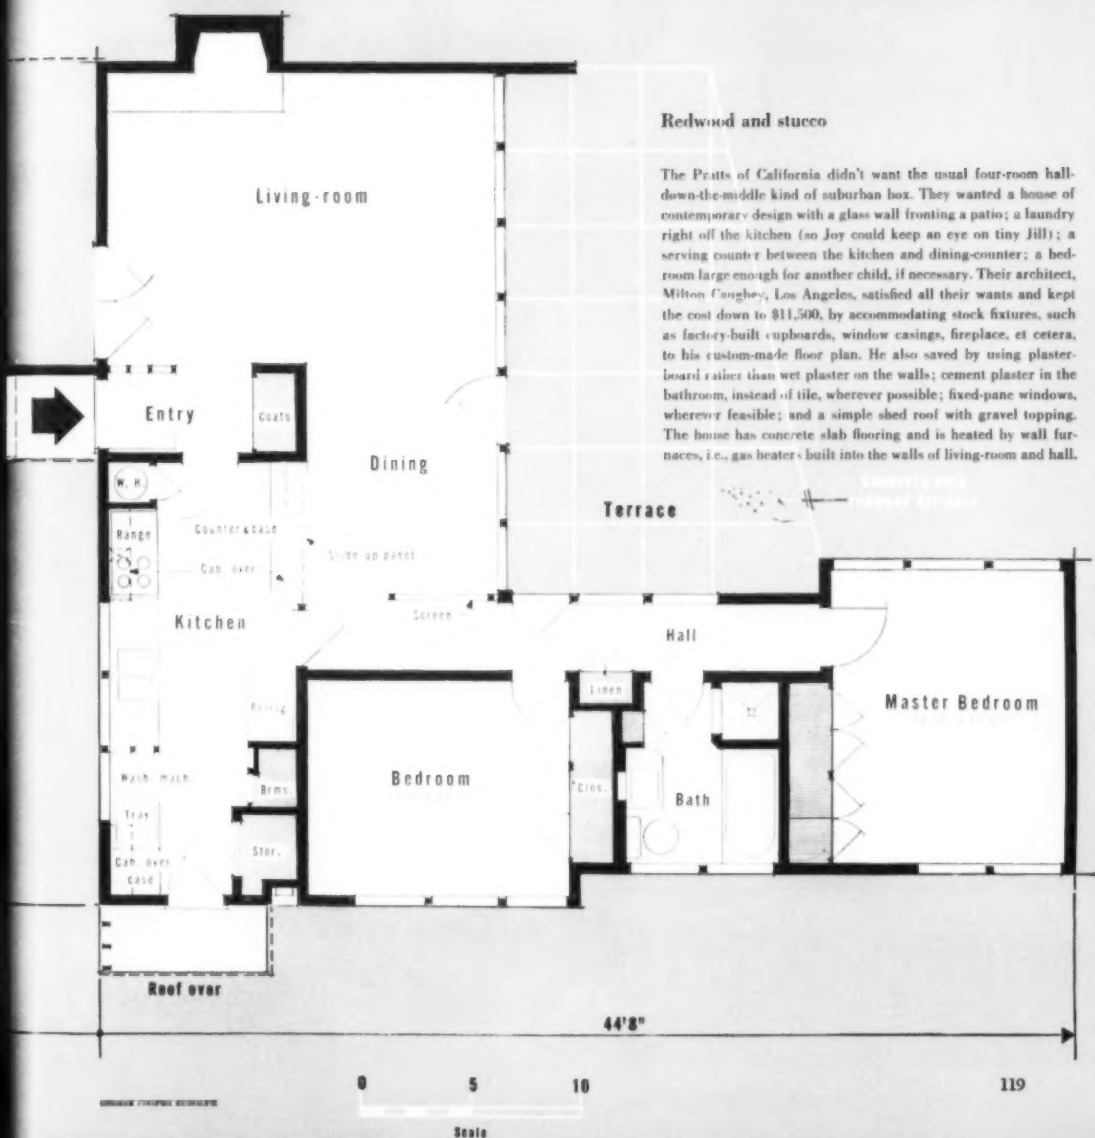 Redwood and stucco
The Pratts of California didn't want the usual four-room hall-
down-the-middle kind of suburban box. They wanted a house of
contemporary design with a glass wall fronting a patio; a laundry
right off the kitchen (so Joy could keep an eye on tiny Jill); a
serving counter between the kitchen and dining-counter; a bed-
room large enough for another child, if necessary. Their architect,
Milton Caughey, Los Angeles, satisfied all their wants and kept
the cost down to $11,500, by accommodating stock fixtures, such
as factory-built cupboards, window casings, fireplace, et cetera,
to his custom-made floor plan. He also saved by using plaster-
board rather than wet plaster on the walls; cement plaster in the
bathroom, instead of tile, wherever possible; fixed-pane windows,
wherever feasible; and a simple shed roof with gravel topping.
The house has concrete slab flooring and is heated by wall fur-
naces, i.e., gas heaters built into the walls of living-room and hall.
Living-room
Entry
Coats
Dining
W. H.
Range
Counter & case
Slide up panel
Cab. over
Terrace
Kitchen
Screen
Hall
Linen
Refrig.
Master Bedroom
Wash. mach.
Brms.
Bedroom
Clos.
Bath
Tray
Stor.
Cab. over
case
Roof over
44'8"
0 5 10
Scale
119